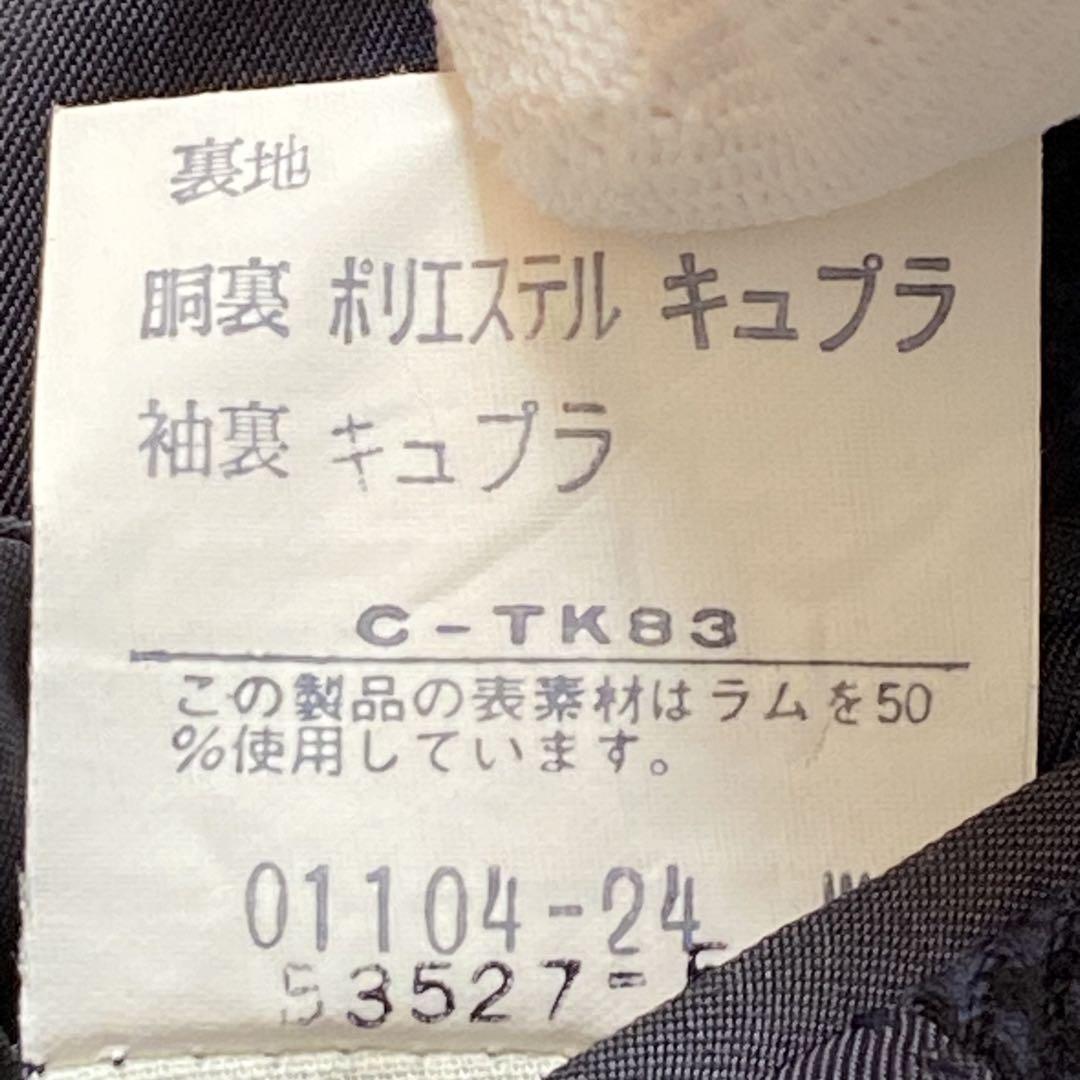 裏地
胴裏 ポリエステル キュプラ
袖裏 キュプラ
C-TK83
この製品の表素材はラムを50
%使用しています。
01104-24
53527-